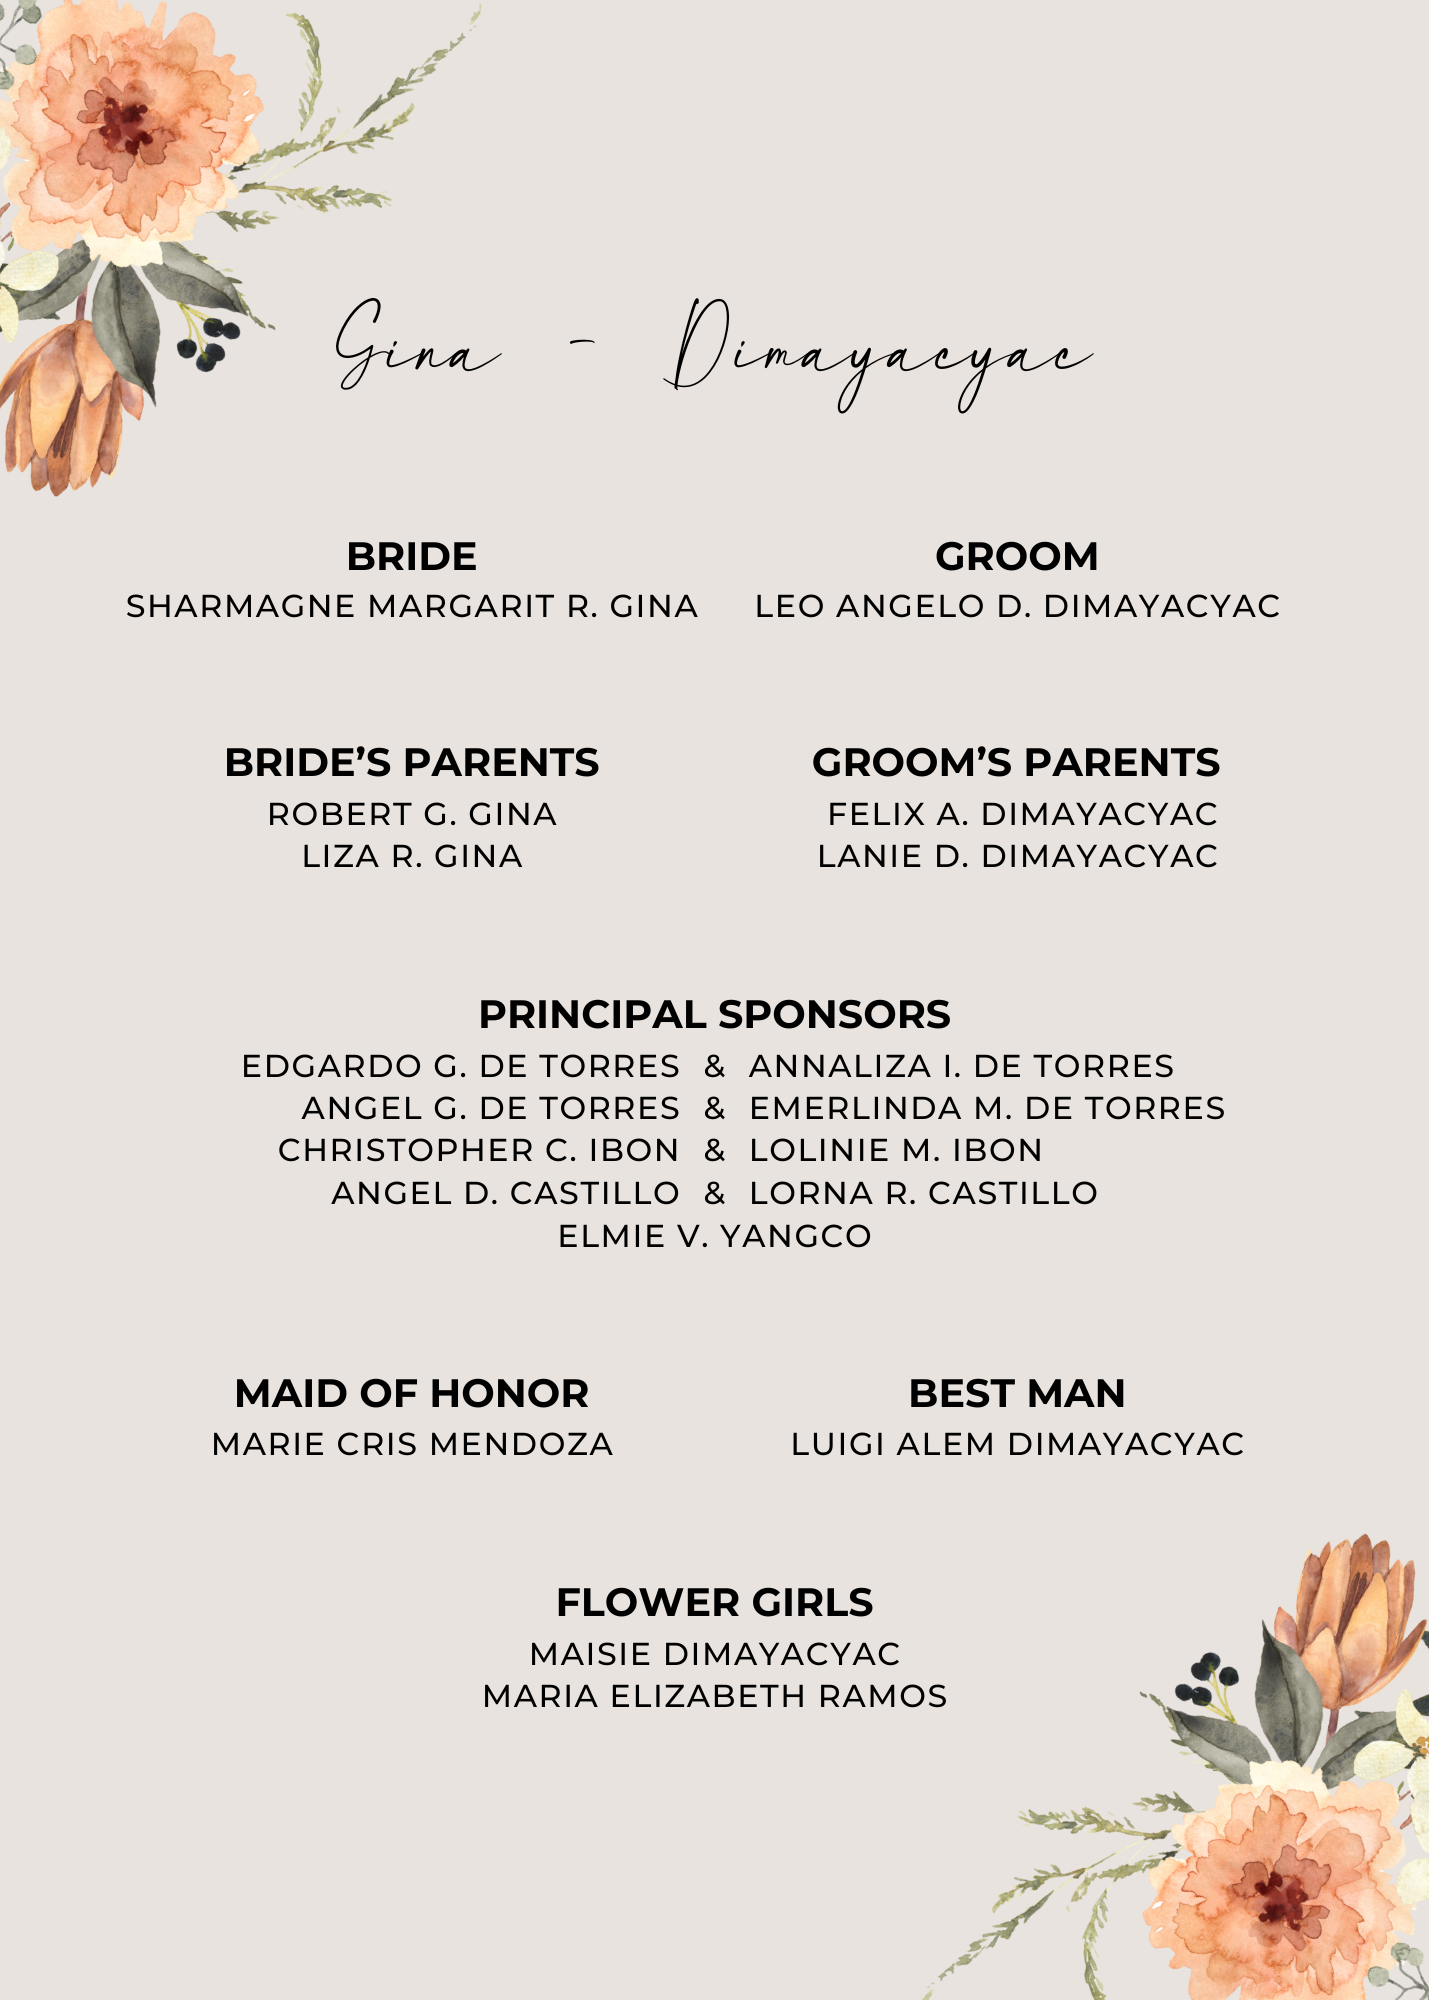 Gina - Dimayacyac
BRIDE
SHARMAGNE MARGARIT R. GINA
GROOM
LEO ANGELO D. DIMAYACYAC
BRIDE’S PARENTS
ROBERT G. GINA
LIZA R. GINA
GROOM’S PARENTS
FELIX A. DIMAYACYAC
LANIE D. DIMAYACYAC
PRINCIPAL SPONSORS
EDGARDO G. DE TORRES & ANNALIZA I. DE TORRES
ANGEL G. DE TORRES & EMERLINDA M. DE TORRES
CHRISTOPHER C. IBON & LOLINIE M. IBON
ANGEL D. CASTILLO & LORNA R. CASTILLO
ELMIE V. YANGCO
MAID OF HONOR
MARIE CRIS MENDOZA
BEST MAN
LUIGI ALEM DIMAYACYAC
FLOWER GIRLS
MAISIE DIMAYACYAC
MARIA ELIZABETH RAMOS